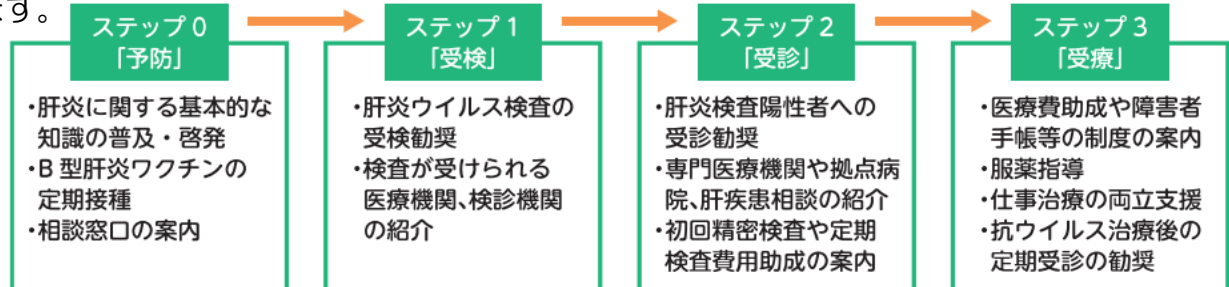 ます。
ステップ 0
「予防」
・肝炎に関する基本的な
知識の普及・啓発
・B 型肝炎ワクチンの
定期接種
・相談窓口の案内
ステップ 1
「受検」
・肝炎ウイルス検査の
受検勧奨
・検査が受けられる
医療機関、検診機関
の紹介
ステップ 2
「受診」
・肝炎検査陽性者への
受診勧奨
・専門医療機関や拠点病
院、肝疾患相談の紹介
・初回精密検査や定期
検査費用助成の案内
ステップ 3
「受療」
・医療費助成や障害者
手帳等の制度の案内
・服薬指導
・仕事治療の両立支援
・抗ウイルス治療後の
定期受診の勧奨